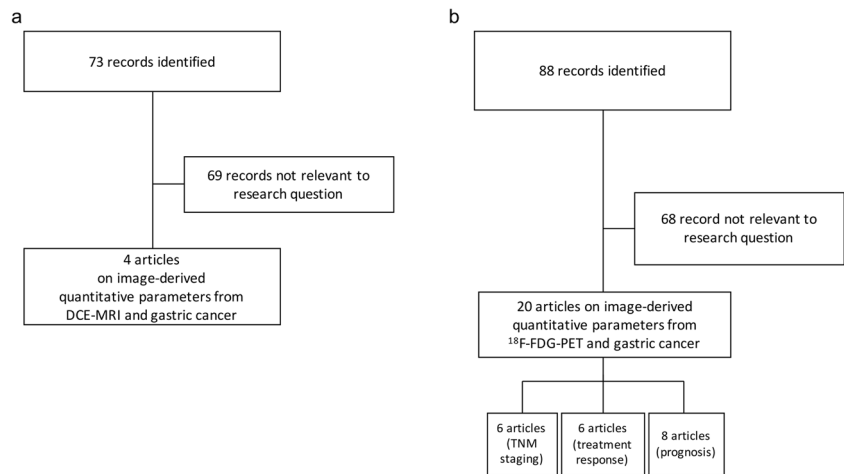 a
73 records identified
69 records not relevant to
research question
4 articles
on image-derived
quantitative parameters from
DCE-MRI and gastric cancer
b
88 records identified
68 record not relevant to
research question
20 articles on image-derived
quantitative parameters from
¹⁸F-FDG-PET and gastric cancer
6 articles
(TNM
staging)
6 articles
(treatment
response)
8 articles
(prognosis)